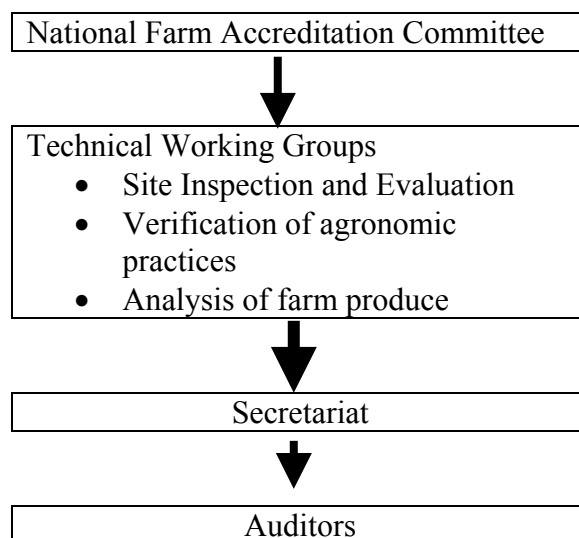 National Farm Accreditation Committee
Technical Working Groups
• Site Inspection and Evaluation
• Verification of agronomic
practices
• Analysis of farm produce
Secretariat
Auditors